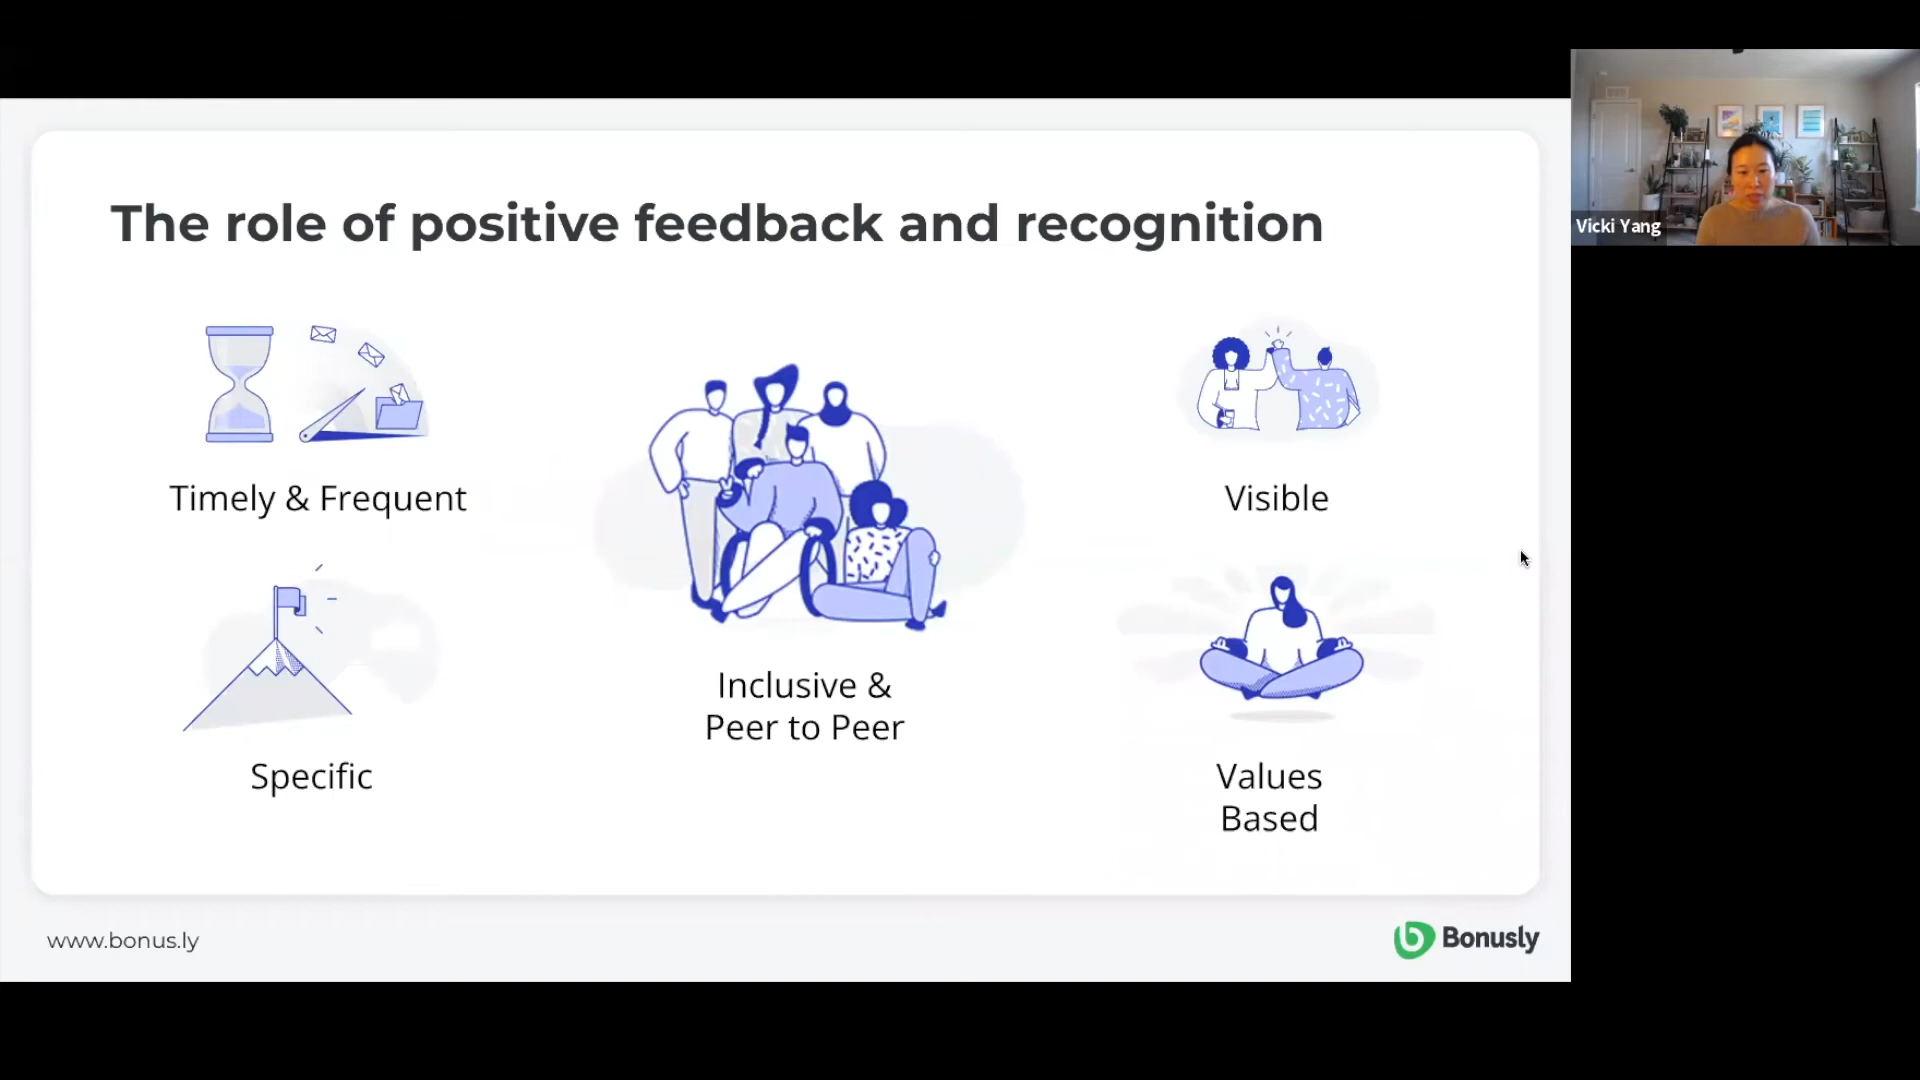 The role of positive feedback and recognition
Timely & Frequent
Specific
Inclusive &
Peer to Peer
Visible
Values
Based
www.bonus.ly
Bonusly
Vicki Yang